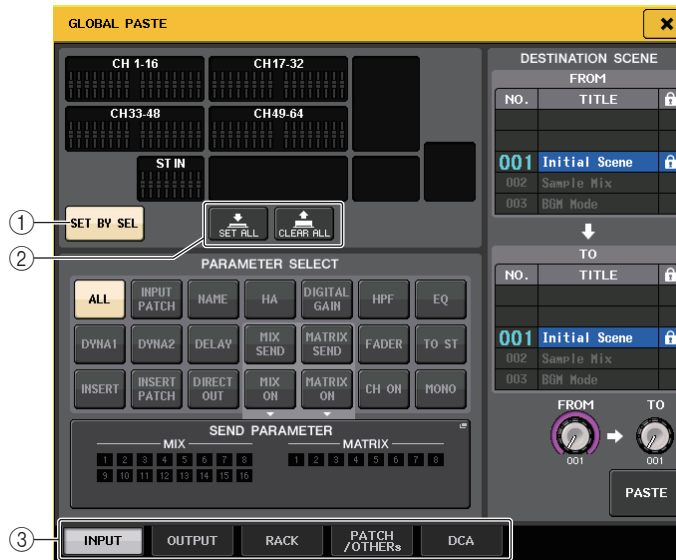 GLOBAL PASTE
CH 1-16
CH17-32
CH33-48
CH49-64
ST IN
① SET BY SEL
②
SET ALL
CLEAR ALL
PARAMETER SELECT
ALL
INPUT PATCH
NAME
HA
DIGITAL GAIN
HPF
EQ
DYNA1
DYNA2
DELAY
MIX SEND
MATRIX SEND
FADER
TO ST
INSERT
INSERT PATCH
DIRECT OUT
MIX ON
MATRIX ON
CH ON
MONO
SEND PARAMETER
MIX
MATRIX
1 2 3 4 5 6 7 8
1 2 3 4 5 6 7 8
9 10 11 12 13 14 15 16
③ INPUT
OUTPUT
RACK
PATCH /OTHERs
DCA
DESTINATION SCENE
FROM
NO. TITLE
001 Initial Scene
002 Sample Mix
003 BGM Mode
TO
NO. TITLE
001 Initial Scene
002 Sample Mix
003 BGM Mode
FROM
TO
001
001
PASTE